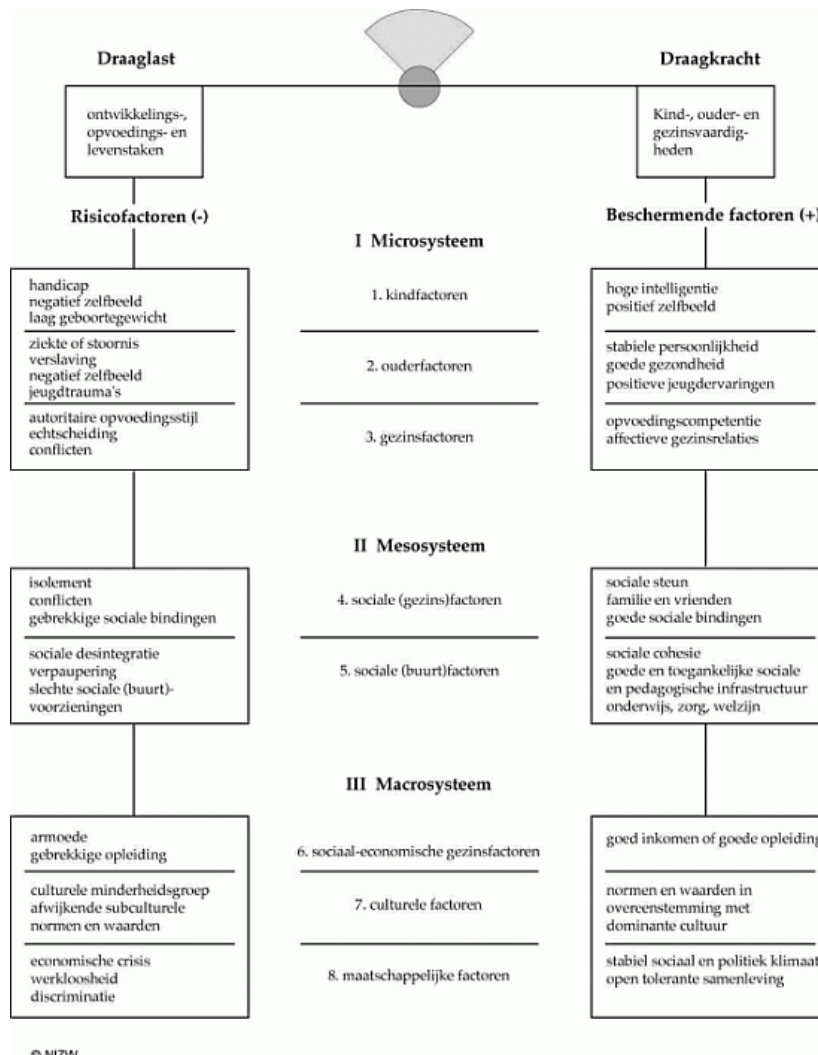 Draaglast
Draagkracht
ontwikkelings-,
opvoedings- en
levenstaken
Kind-, ouder- en
gezinsvaardig-
heden
Risicofactoren (-)
Beschermende factoren (+)
I Microsysteem
handicap
negatief zelfbeeld
laag geboortegewicht
1. kindfactoren
hoge intelligentie
positief zelfbeeld
ziekte of stoornis
verslaving
negatief zelfbeeld
jeugdtrauma's
2. ouderfactoren
stabiele persoonlijkheid
goede gezondheid
positieve jeugdervaringen
autoritaire opvoedingsstijl
echtscheiding
conflicten
3. gezinsfactoren
opvoedingscompetentie
affectieve gezinsrelaties
II Mesosysteem
isolement
conflicten
gebrekkige sociale bindingen
4. sociale (gezins)factoren
sociale steun
familie en vrienden
goede sociale bindingen
sociale desintegratie
verpaupering
slechte sociale (buurt)-
voorzieningen
5. sociale (buurt)factoren
sociale cohesie
goede en toegankelijke sociale
en pedagogische infrastructuur
onderwijs, zorg, welzijn
III Macrosysteem
armoede
gebrekkige opleiding
6. sociaal-economische gezinsfactoren
goed inkomen of goede opleiding
culturele minderheidsgroep
afwijkende subculturele
normen en waarden
7. culturele factoren
normen en waarden in
overeenstemming met
dominante cultuur
economische crisis
werkloosheid
discriminatie
8. maatschappelijke factoren
stabiel sociaal en politiek klimaat
open tolerante samenleving
© NIZW